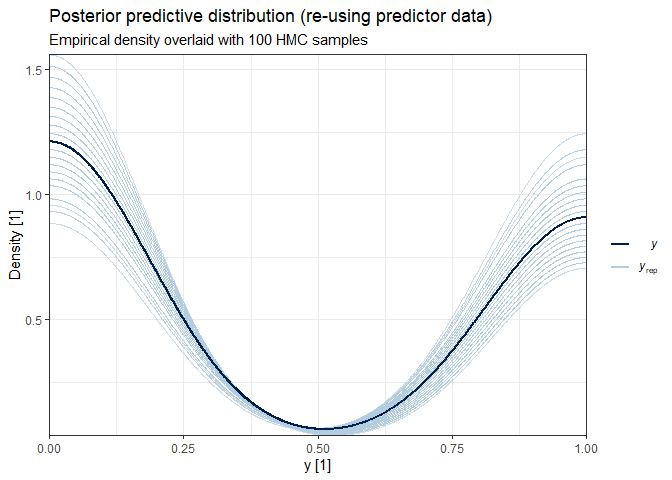 Posterior predictive distribution (re-using predictor data)
Empirical density overlaid with 100 HMC samples
1.5
1.0
0.5
Density [1]
y
y rep
0.00 0.25 0.50 0.75 1.00
y [1]